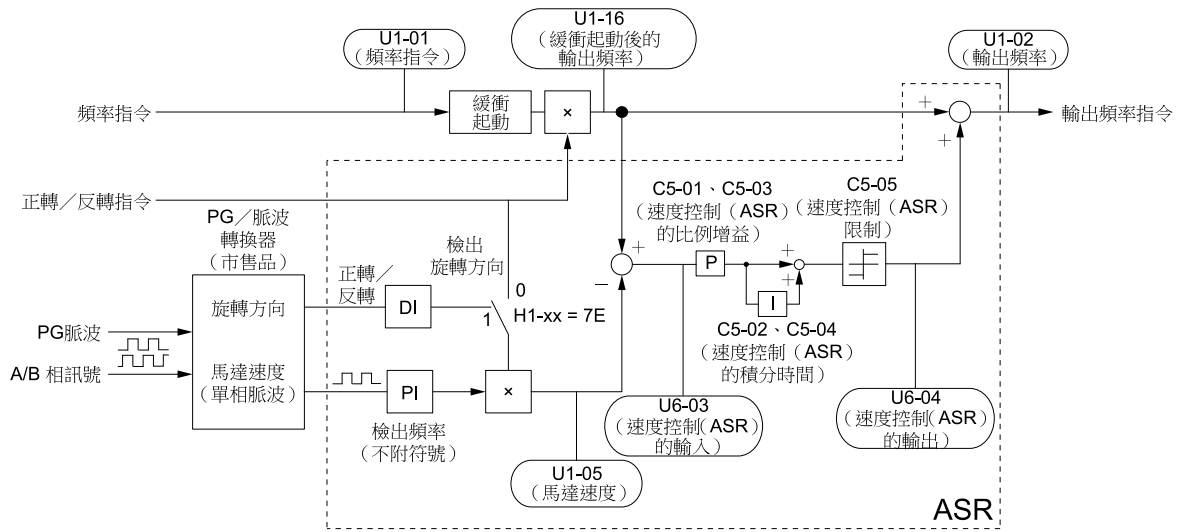 U1-01
（頻率指令）
U1-16
（緩衝起動後的
輸出頻率）
U1-02
（輸出頻率）
頻率指令
緩衝
起動
×
+
+
輸出頻率指令
正轉／反轉指令
PG／脈波
轉換器
（市售品）
檢出
旋轉方向
正轉／
反轉
旋轉方向
DI
0
1
H1-xx = 7E
PG脈波
A/B 相訊號
馬達速度
（單相脈波）
PI
×
檢出頻率
（不附符號）
U1-05
（馬達速度）
+
−
C5-01、C5-03
（速度控制（ASR）
的比例增益）
P
+
+
I
C5-02、C5-04
（速度控制（ASR）
的積分時間）
C5-05
（速度控制（ASR）
限制）
U6-03
（速度控制（ASR）
的輸入）
U6-04
（速度控制（ASR）
的輸出）
ASR